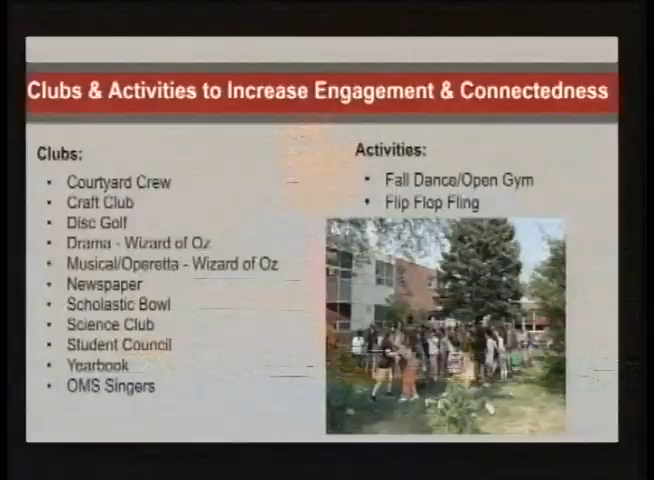 Clubs & Activities to Increase Engagement & Connectedness
Clubs:
• Courtyard Crew
• Craft Club
• Disc Golf
• Drama - Wizard of Oz
• Musical/Operetta - Wizard of Oz
• Newspaper
• Scholastic Bowl
• Science Club
• Student Council
• Yearbook
• OMS Singers
Activities:
• Fall Dance/Open Gym
• Flip Flop Fling